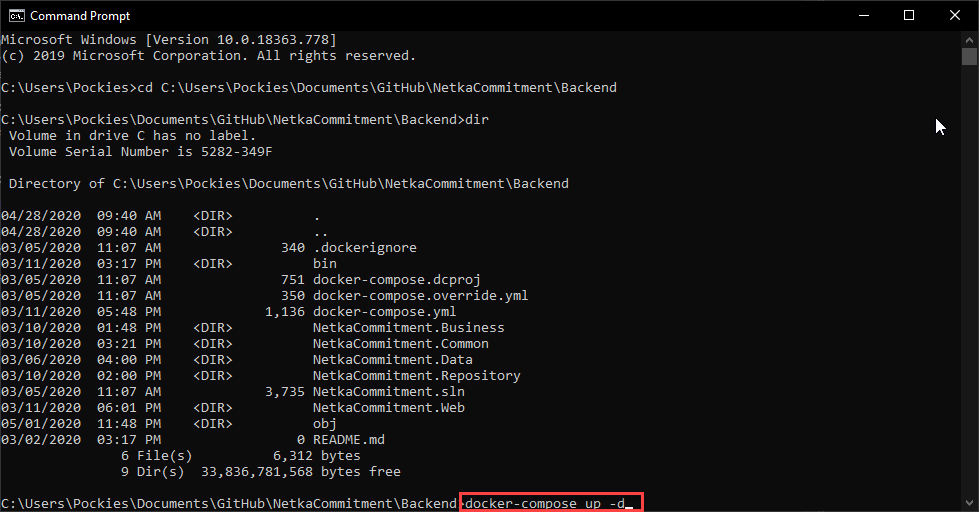 Command Prompt
Microsoft Windows [Version 10.0.18363.778]
(c) 2019 Microsoft Corporation. All rights reserved.
C:\Users\Pockies>cd C:\Users\Pockies\Documents\GitHub\NetkaCommitment\Backend
C:\Users\Pockies\Documents\GitHub\NetkaCommitment\Backend>dir
 Volume in drive C has no label.
 Volume Serial Number is 5282-349F
 Directory of C:\Users\Pockies\Documents\GitHub\NetkaCommitment\Backend
04/28/2020  09:40 AM    <DIR>          .
04/28/2020  09:40 AM    <DIR>          ..
03/05/2020  11:07 AM               340 .dockerignore
03/11/2020  03:17 PM    <DIR>          bin
03/05/2020  11:07 AM               751 docker-compose.dcproj
03/05/2020  11:07 AM               350 docker-compose.override.yml
03/11/2020  05:48 PM             1,136 docker-compose.yml
03/10/2020  01:48 PM    <DIR>          NetkaCommitment.Business
03/10/2020  03:21 PM    <DIR>          NetkaCommitment.Common
03/06/2020  04:00 PM    <DIR>          NetkaCommitment.Data
03/10/2020  02:00 PM    <DIR>          NetkaCommitment.Repository
03/05/2020  11:07 AM             3,735 NetkaCommitment.sln
03/11/2020  06:01 PM    <DIR>          NetkaCommitment.Web
05/01/2020  11:48 PM    <DIR>          obj
03/02/2020  03:17 PM                 0 README.md
               6 File(s)          6,312 bytes
               9 Dir(s)  33,836,781,568 bytes free
C:\Users\Pockies\Documents\GitHub\NetkaCommitment\Backend>docker-compose up -d